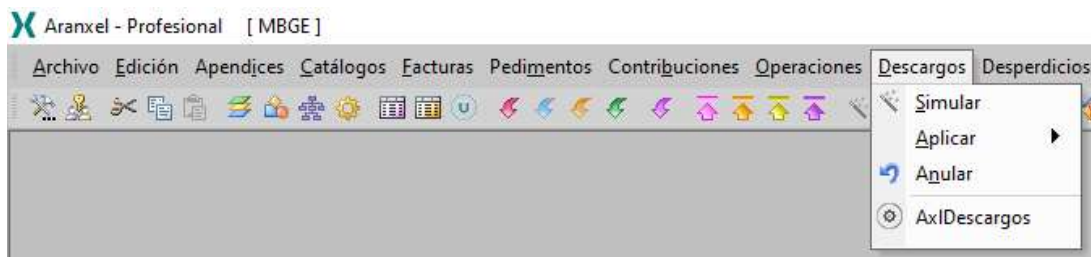 Aranxel - Profesional [ MBGE ]
Archivo Edición Apendices Catálogos Facturas Pedimentos Contribuciones Operaciones Descargos Desperdicios
U
Simular
Aplicar
Anular
AxlDescargos